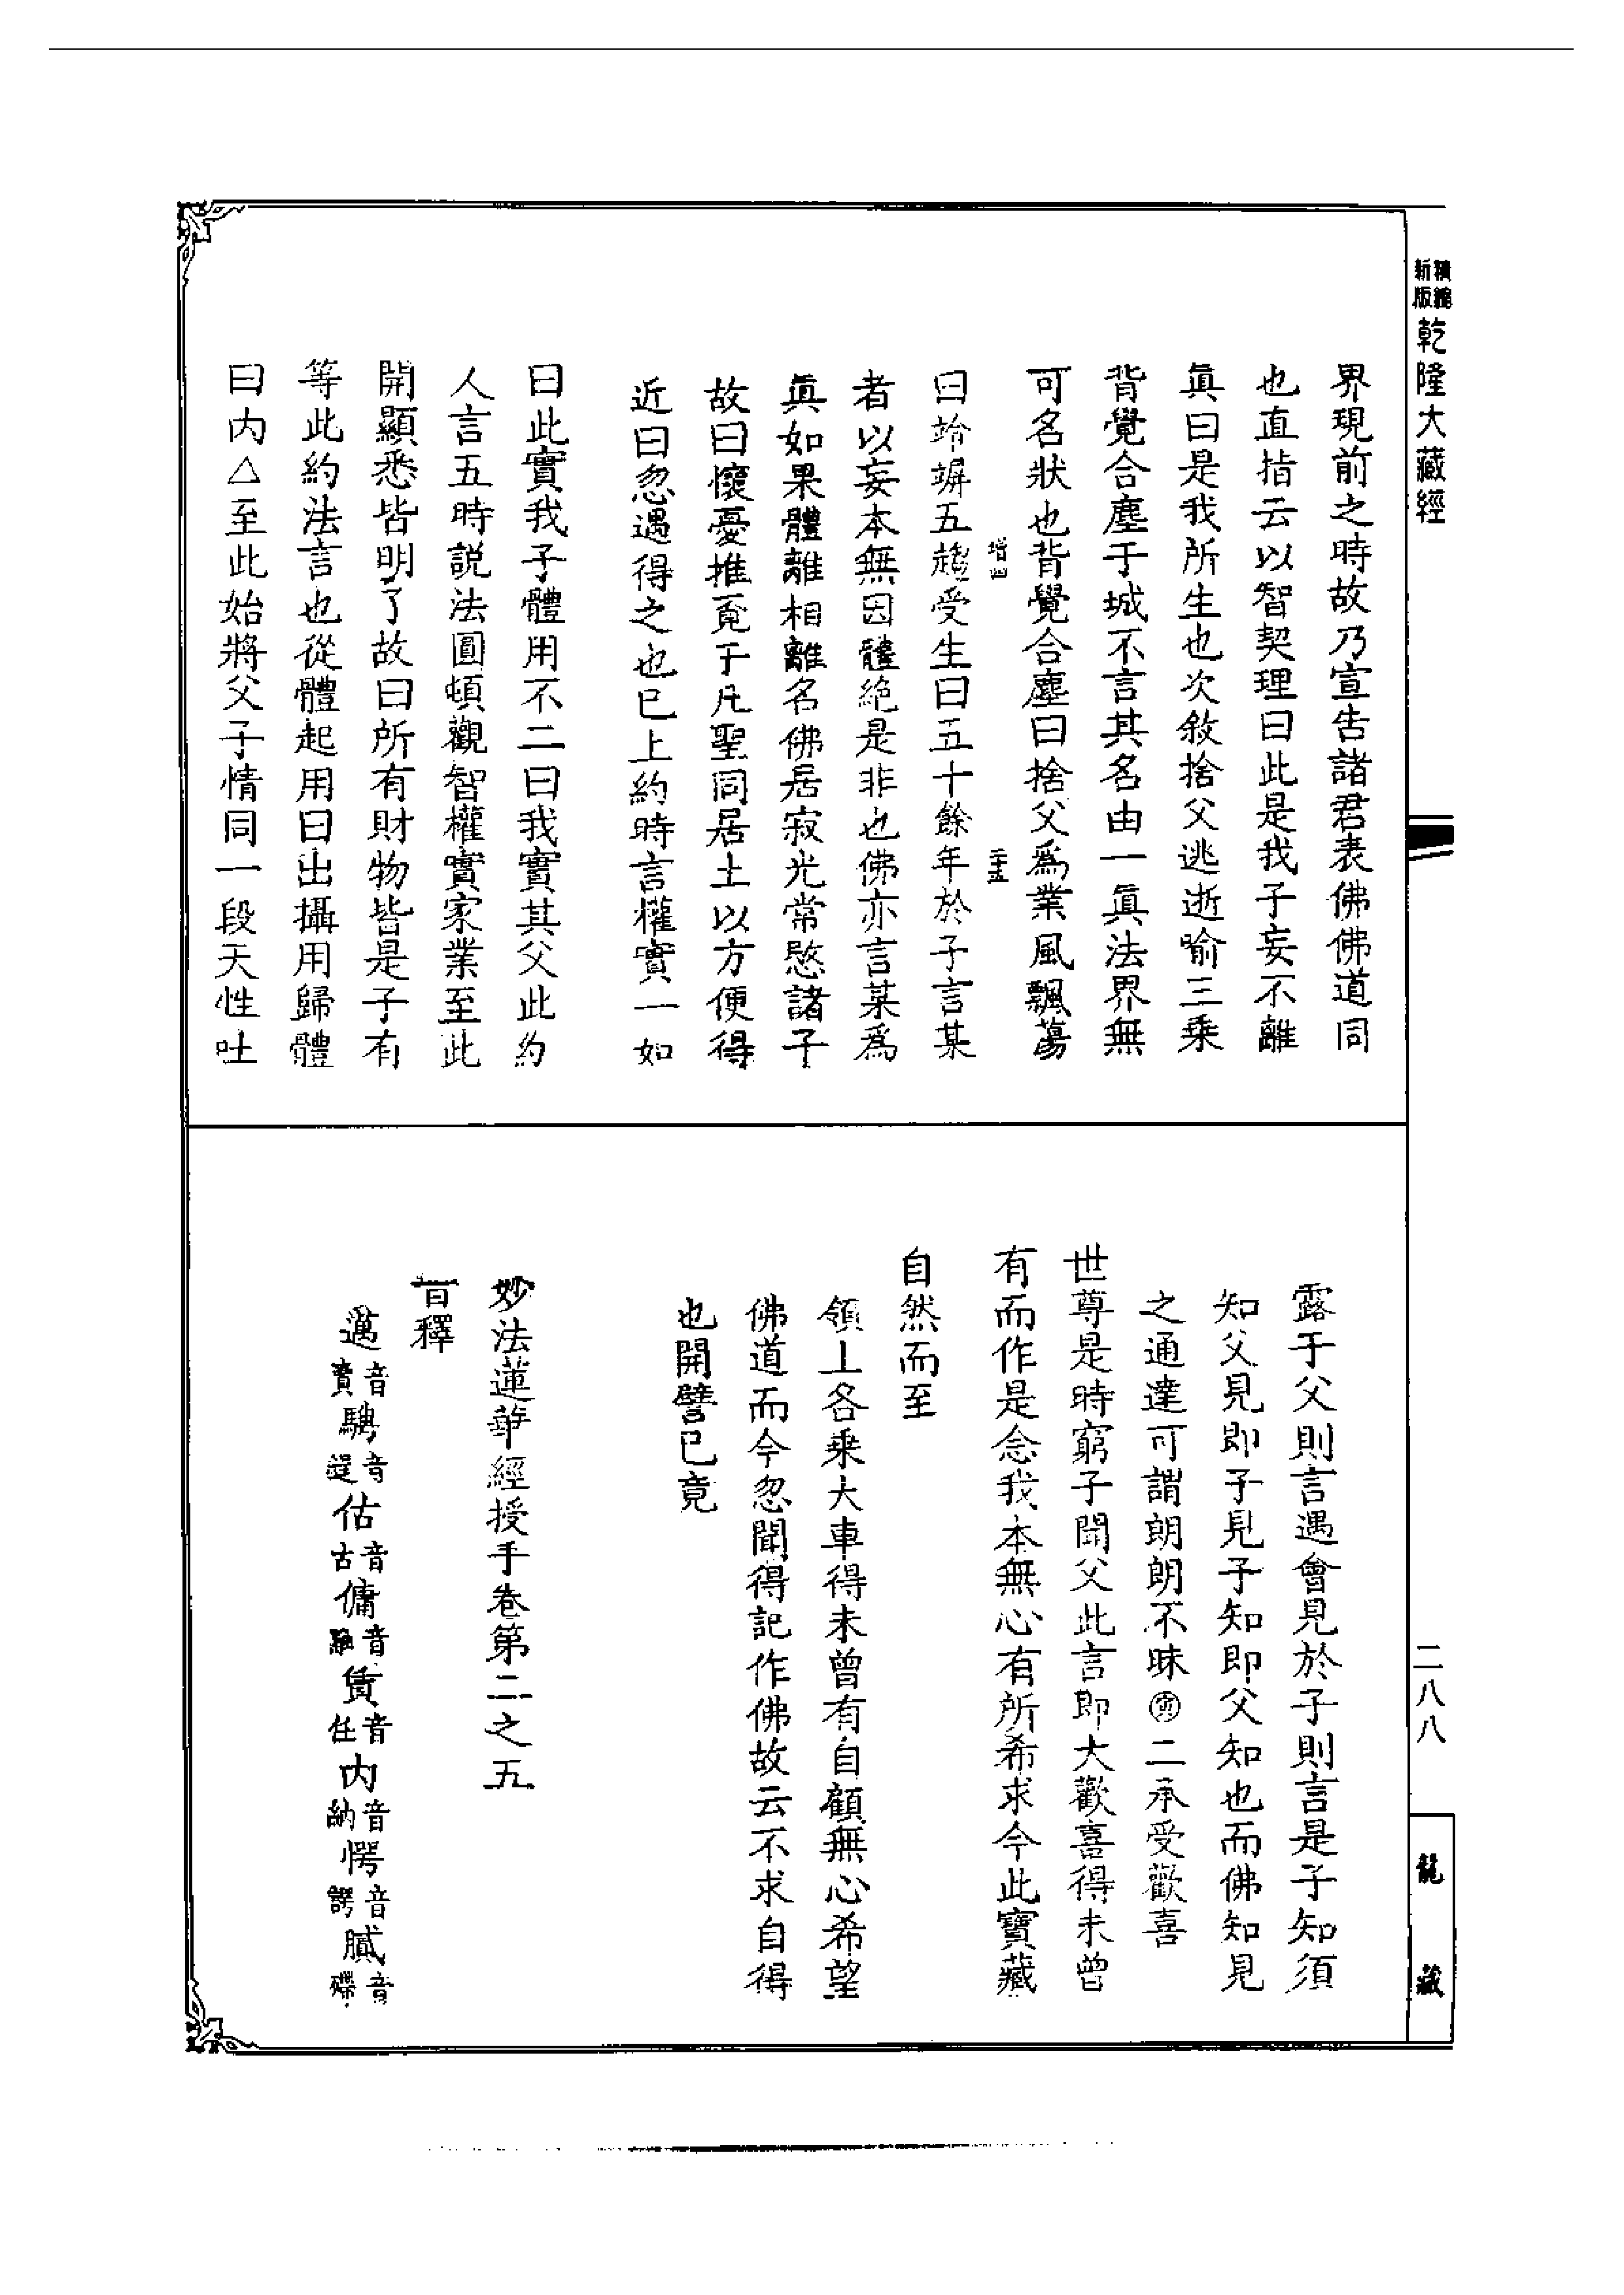 精縮
新版
乾隆大藏經
界現前之時故乃宣告諸君表佛佛道同
也直指云以智契理曰此是我子妄不離
眞曰是我所生也次敘捨父逃逝喻三乘
背覺合塵于城不言其名由一眞法界無
可名狀也背覺合塵曰捨父爲業風飄蕩
曰竛竮五趣受生曰五十餘年於子言某
者以妄本無因體絶是非也佛亦言某爲
眞如果體離相離名佛居寂光常愍諸子
故曰懷憂推覓于凡聖同居土以方便得
近曰忽遇得之也已上約時言權實一如
曰此實我子體用不二曰我實其父此約
人言五時説法圓頓觀智權實家業至此
開顯悉皆明了故曰所有財物皆是子有
等此約法言也從體起用曰出攝用歸體
曰内△至此始將父子情同一段天性吐
露于父則言遇會見於子則言是子知須
知父見即子見子知即父知也而佛知見
之通達可謂朗朗不昧二承受歡喜
世尊是時窮子聞父此言即大歡喜得未曾
有而作是念我本無心有所希求今此寶藏
自然而至
領上各乘大車得未曾有自顧無心希望
佛道而今忽聞得記作佛故云不求自得
也開譬已竟
妙法蓮華經授手卷第二之五
音釋
邁音賣騁音逞估音古傭音賃音任内音納愕音諤膩音
二八八
龍藏